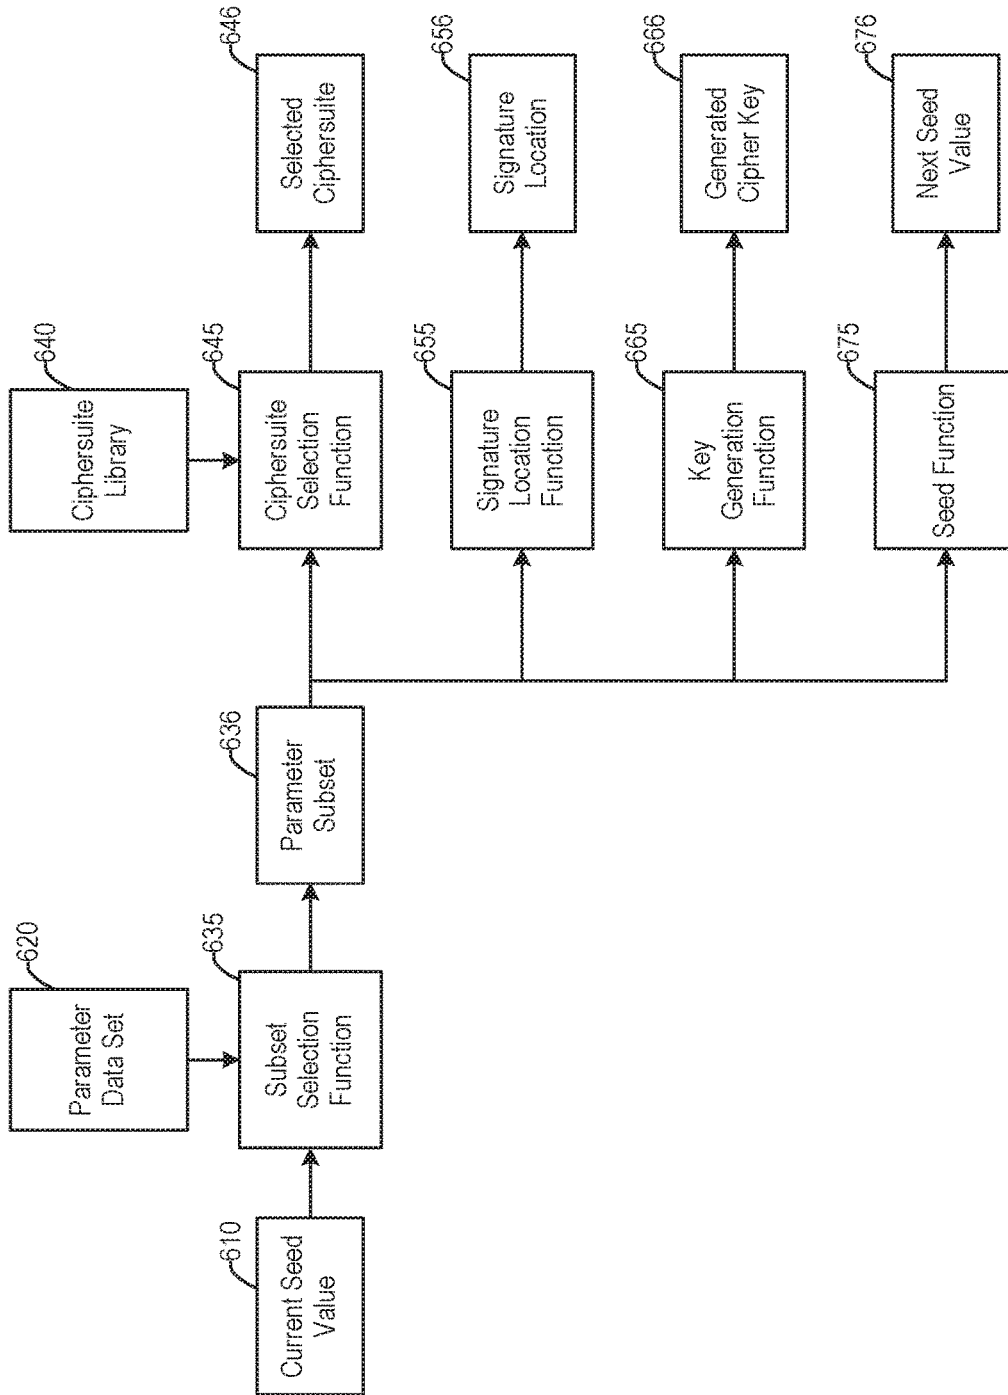 610
Current Seed
Value
620
Parameter
Data Set
635
Subset
Selection
Function
636
Parameter
Subset
640
Ciphersuite
Library
645
Ciphersuite
Selection
Function
646
Selected
Ciphersuite
655
Signature
Location
Function
656
Signature
Location
665
Key
Generation
Function
666
Generated
Cipher Key
675
Seed Function
676
Next Seed
Value